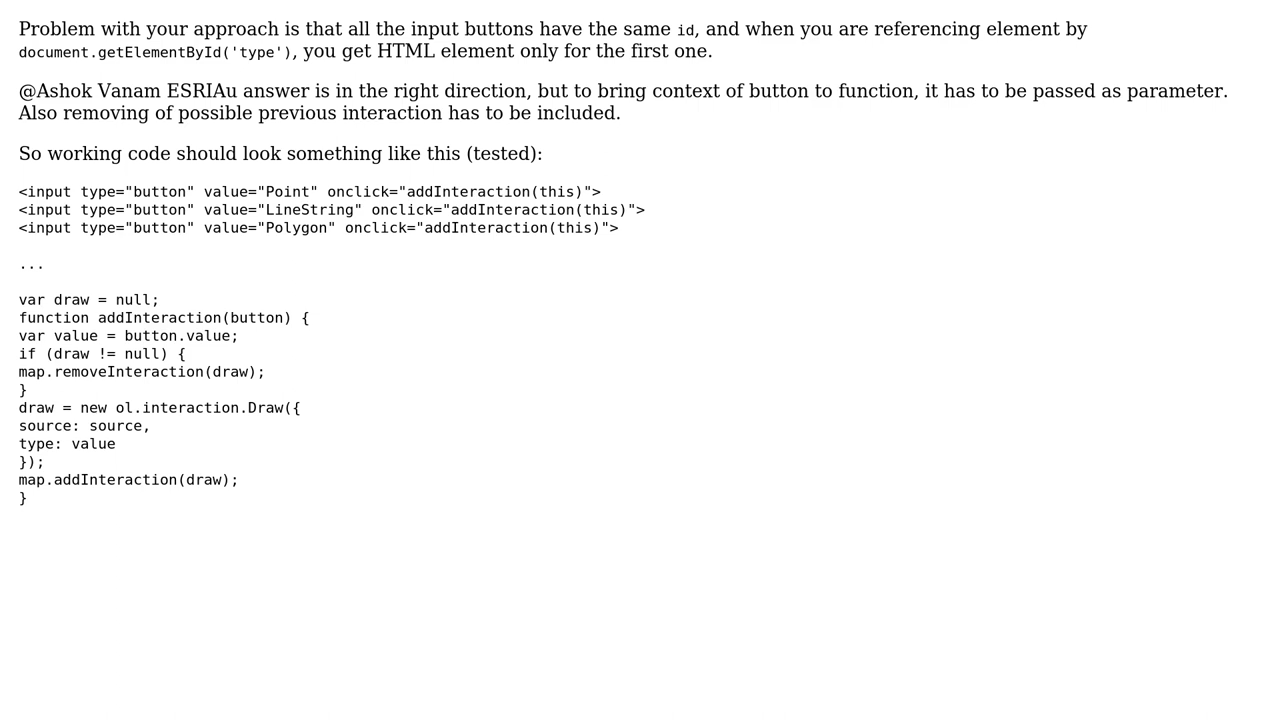 Problem with your approach is that all the input buttons have the same id, and when you are referencing element by
document.getElementById('type'), you get HTML element only for the first one.
@Ashok Vanam ESRIAu answer is in the right direction, but to bring context of button to function, it has to be passed as parameter.
Also removing of possible previous interaction has to be included.
So working code should look something like this (tested):
<input type="button" value="Point" onclick="addInteraction(this)">
<input type="button" value="LineString" onclick="addInteraction(this)">
<input type="button" value="Polygon" onclick="addInteraction(this)">
...
var draw = null;
function addInteraction(button) {
var value = button.value;
if (draw != null) {
map.removeInteraction(draw);
}
draw = new ol.interaction.Draw({
source: source,
type: value
});
map.addInteraction(draw);
}